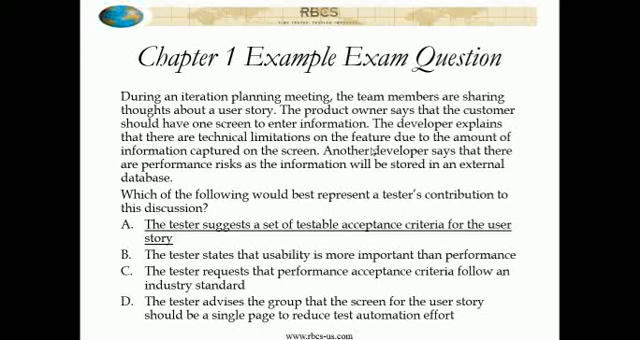 RBCS
Chapter 1 Example Exam Question
During an iteration planning meeting, the team members are sharing
thoughts about a user story. The product owner says that the customer
should have one screen to enter information. The developer explains
that there are technical limitations on the feature due to the amount of
information captured on the screen. Another developer says that there
are performance risks as the information will be stored in an external
database.
Which of the following would best represent a tester's contribution to
this discussion?
A. The tester suggests a set of testable acceptance criteria for the user
story
B. The tester states that usability is more important than performance
C. The tester requests that performance acceptance criteria follow an
industry standard
D. The tester advises the group that the screen for the user story
should be a single page to reduce test automation effort
www.rbcs-us.com